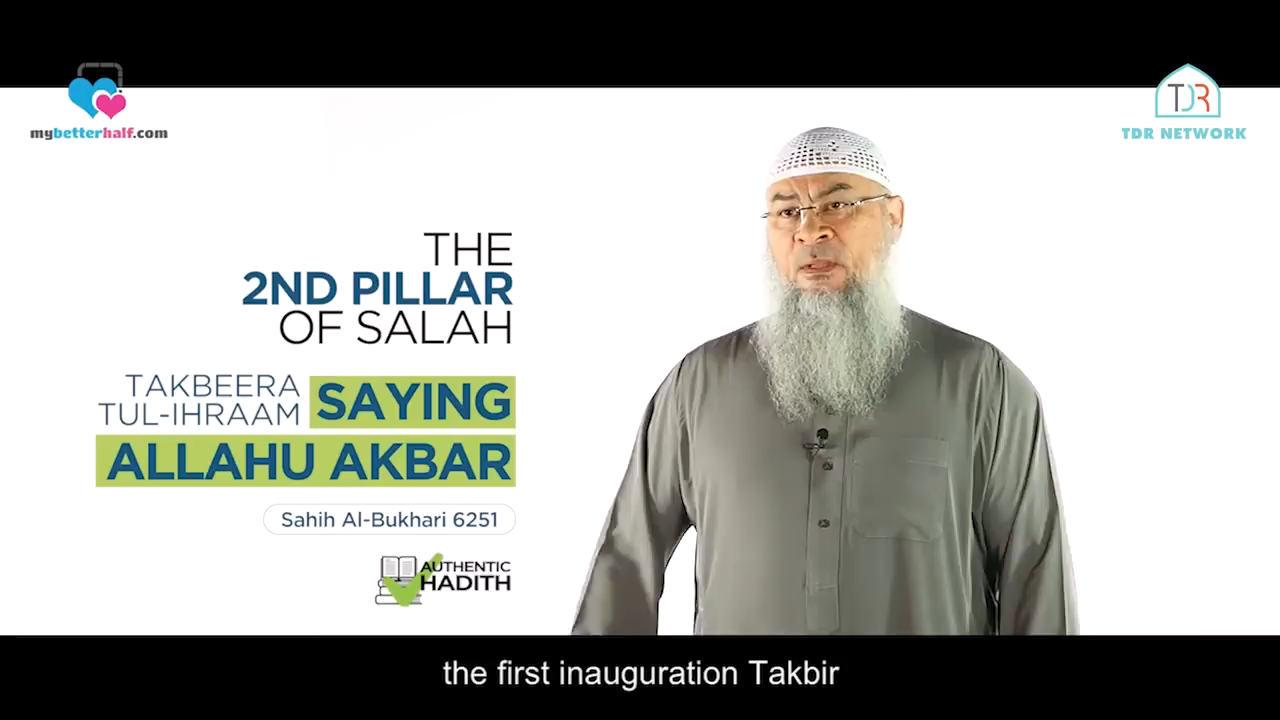 mybetterhalf.com
TDR
TDR NETWORK
THE
2ND PILLAR
OF SALAH
TAKBEERA
TUL-IHRAAM SAYING
ALLAHU AKBAR
Sahih Al-Bukhari 6251
AUTHENTIC
HADITH
the first inauguration Takbir